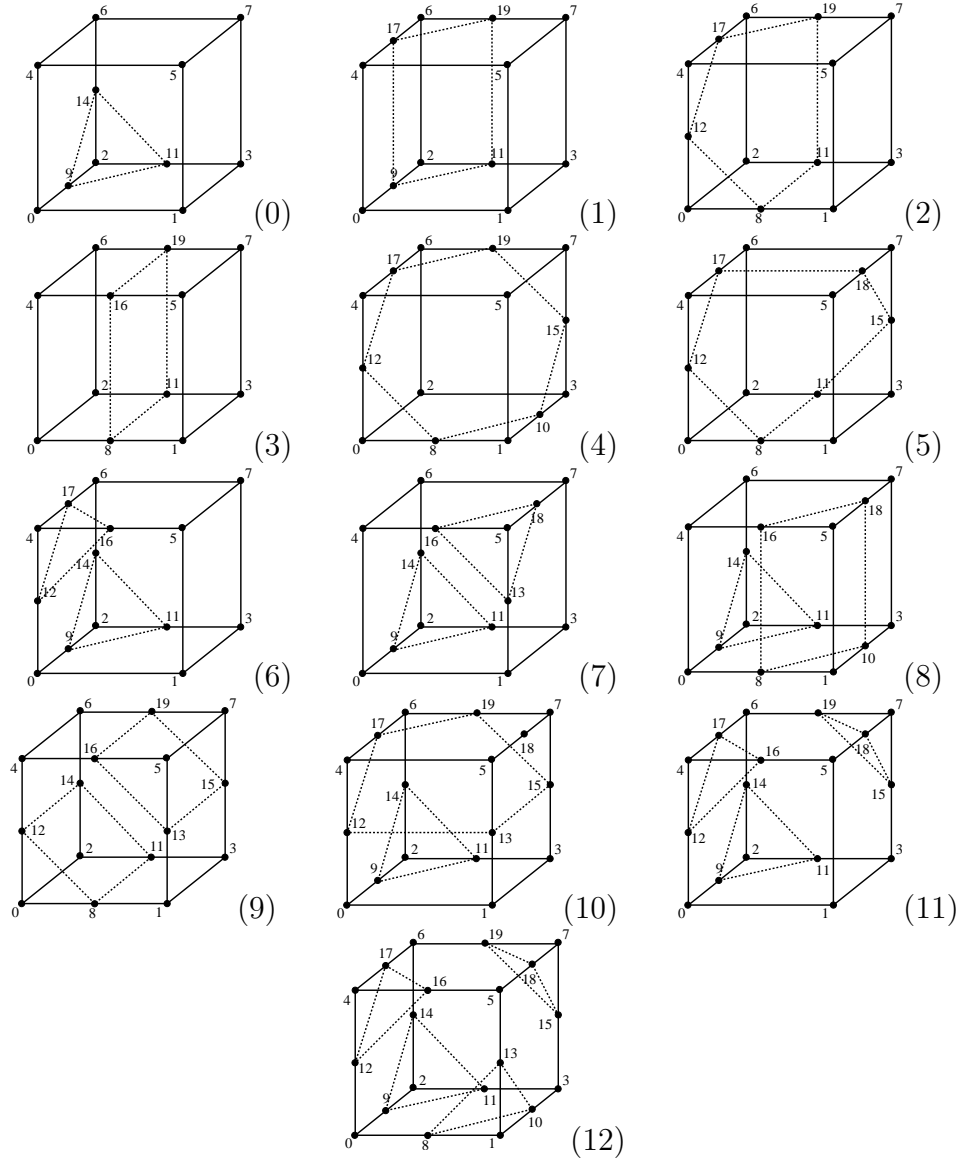 6 7 4 5 14 2 11 3 9 0 1 (0)
6 19 7 17 4 5 2 11 3 9 0 1 (1)
6 19 7 17 4 5 12 2 11 3 0 8 1 (2)
6 19 7 4 16 5 2 11 3 0 8 1 (3)
6 19 7 17 4 5 15 12 2 3 10 0 8 1 (4)
6 7 17 18 4 5 15 12 2 11 3 0 8 1 (5)
6 7 17 4 16 5 14 12 2 11 3 9 0 1 (6)
6 7 18 4 16 5 14 13 2 11 3 9 0 1 (7)
6 7 18 4 16 5 14 2 11 3 9 10 0 8 1 (8)
6 19 7 16 4 5 14 15 12 13 2 11 3 0 8 1 (9)
6 19 7 17 18 4 5 14 15 12 13 2 11 3 9 0 1 (10)
6 19 7 17 18 16 4 5 14 15 12 2 11 3 9 0 1 (11)
6 19 7 17 18 16 4 5 14 15 13 12 2 3 11 9 10 0 8 1 (12)